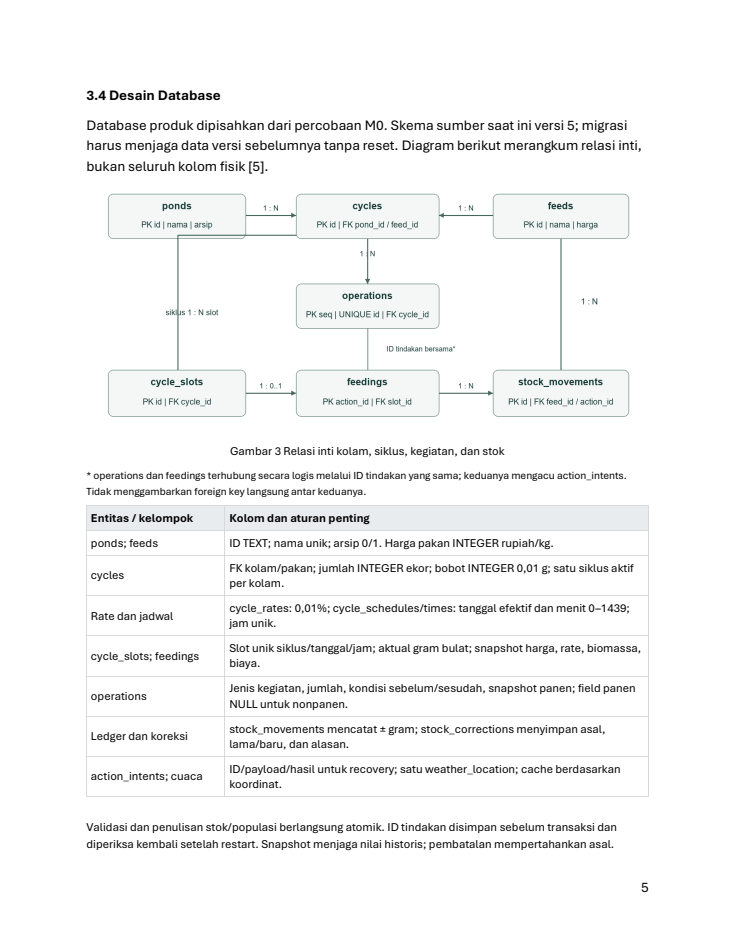 3.4 Desain Database
Database produk dipisahkan dari percobaan M0. Skema sumber saat ini versi 5; migrasi
harus menjaga data versi sebelumnya tanpa reset. Diagram berikut merangkum relasi inti,
bukan seluruh kolom fisik [5].
ponds
PK id | nama | arsip
1 : N
cycles
PK id | FK pond_id / feed_id
1 : N
feeds
PK id | nama | harga
1 : N
operations
PK seq | UNIQUE id | FK cycle_id
siklus 1 : N slot
1 : N
ID tindakan bersama*
cycle_slots
PK id | FK cycle_id
1 : 0..1
feedings
PK action_id | FK slot_id
1 : N
stock_movements
PK id | FK feed_id / action_id
Gambar 3 Relasi inti kolam, siklus, kegiatan, dan stok
* operations dan feedings terhubung secara logis melalui ID tindakan yang sama; keduanya mengacu action_intents.
Tidak menggambarkan foreign key langsung antar keduanya.
Entitas / kelompok
Kolom dan aturan penting
ponds; feeds
ID TEXT; nama unik; arsip 0/1. Harga pakan INTEGER rupiah/kg.
cycles
FK kolam/pakan; jumlah INTEGER ekor; bobot INTEGER 0,01 g; satu siklus aktif
per kolam.
Rate dan jadwal
cycle_rates: 0,01%; cycle_schedules/times: tanggal efektif dan menit 0–1439;
jam unik.
cycle_slots; feedings
Slot unik siklus/tanggal/jam; aktual gram bulat; snapshot harga, rate, biomassa,
biaya.
operations
Jenis kegiatan, jumlah, kondisi sebelum/sesudah, snapshot panen; field panen
NULL untuk nonpanen.
Ledger dan koreksi
stock_movements mencatat ± gram; stock_corrections menyimpan asal,
lama/baru, dan alasan.
action_intents; cuaca
ID/payload/hasil untuk recovery; satu weather_location; cache berdasarkan
koordinat.
Validasi dan penulisan stok/populasi berlangsung atomik. ID tindakan disimpan sebelum transaksi dan
diperiksa kembali setelah restart. Snapshot menjaga nilai historis; pembatalan mempertahankan asal.
5